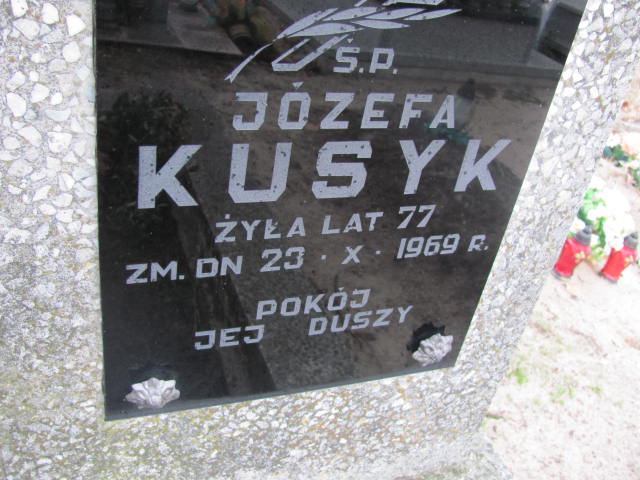 Ś.P.
JÓZEFA
KUSYK
ŻYŁA LAT 77
ZM. DN 23 · X · 1969 R.
POKÓJ
JEJ DUSZY